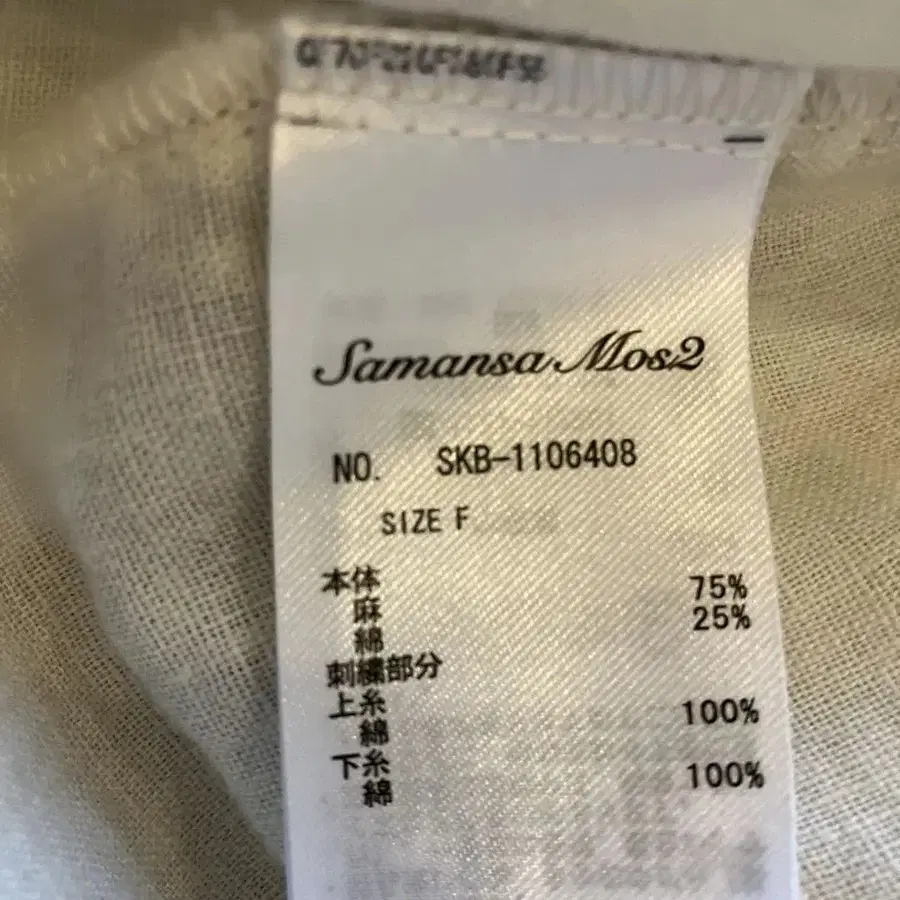 Samansa Mos2
NO. SKB-1106408
SIZE F
本体
麻 75%
綿 25%
刺繍部分
上糸
綿 100%
下糸
綿 100%